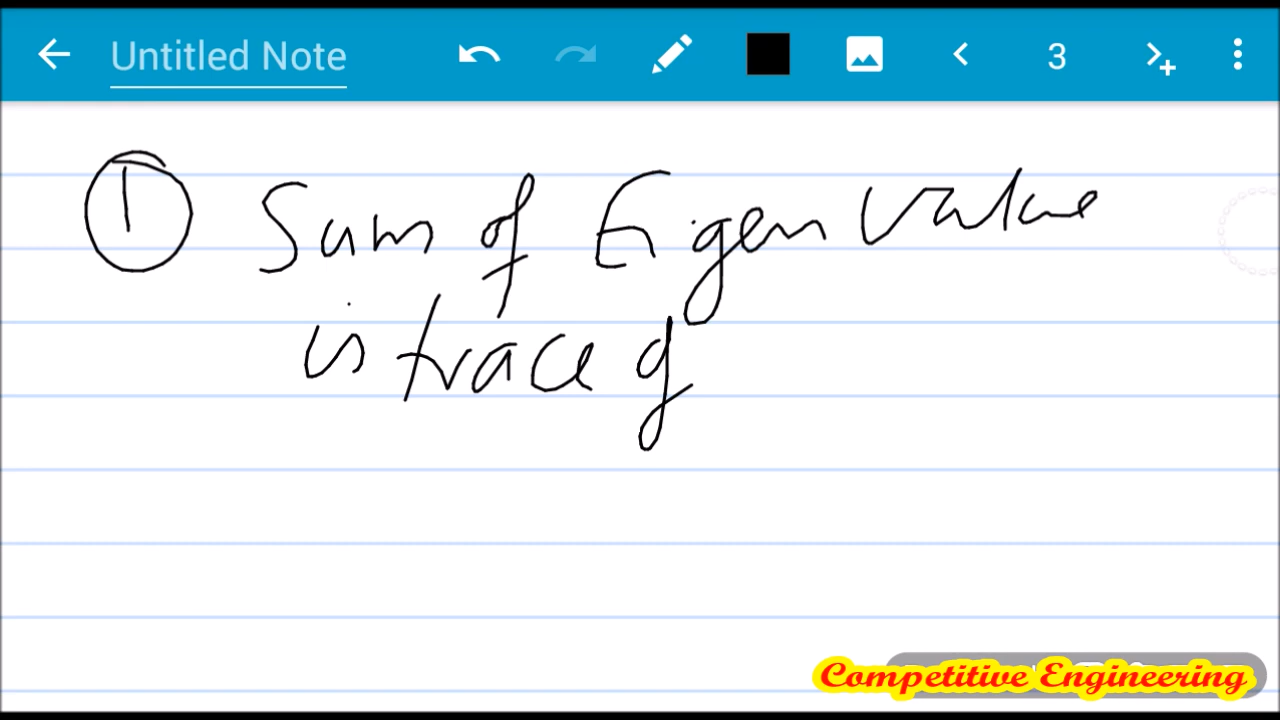 Untitled Note
3
① Sum of Eigen value
is trace of
Competitive Engineering